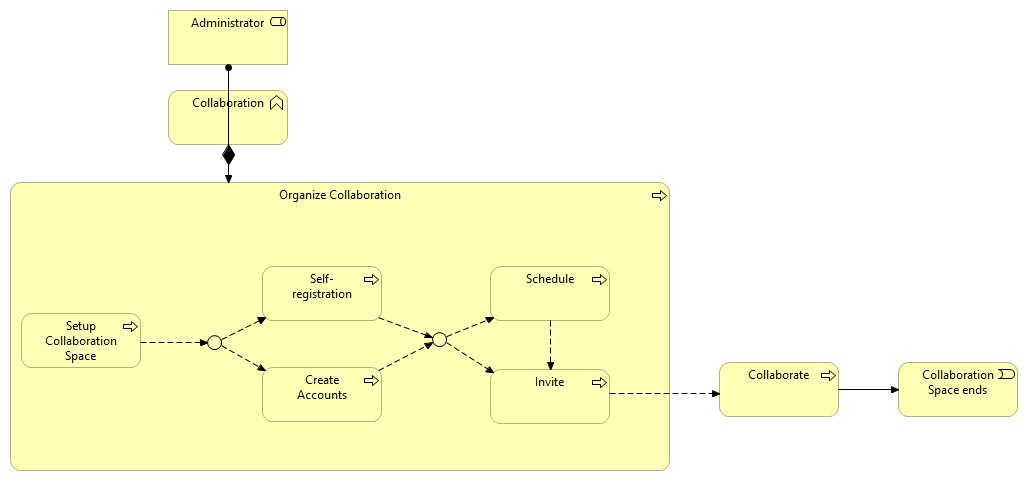 Administrator
Collaboration
Organize Collaboration
Self-
registration
Schedule
Setup
Collaboration
Space
Create
Accounts
Invite
Collaborate
Collaboration
Space ends